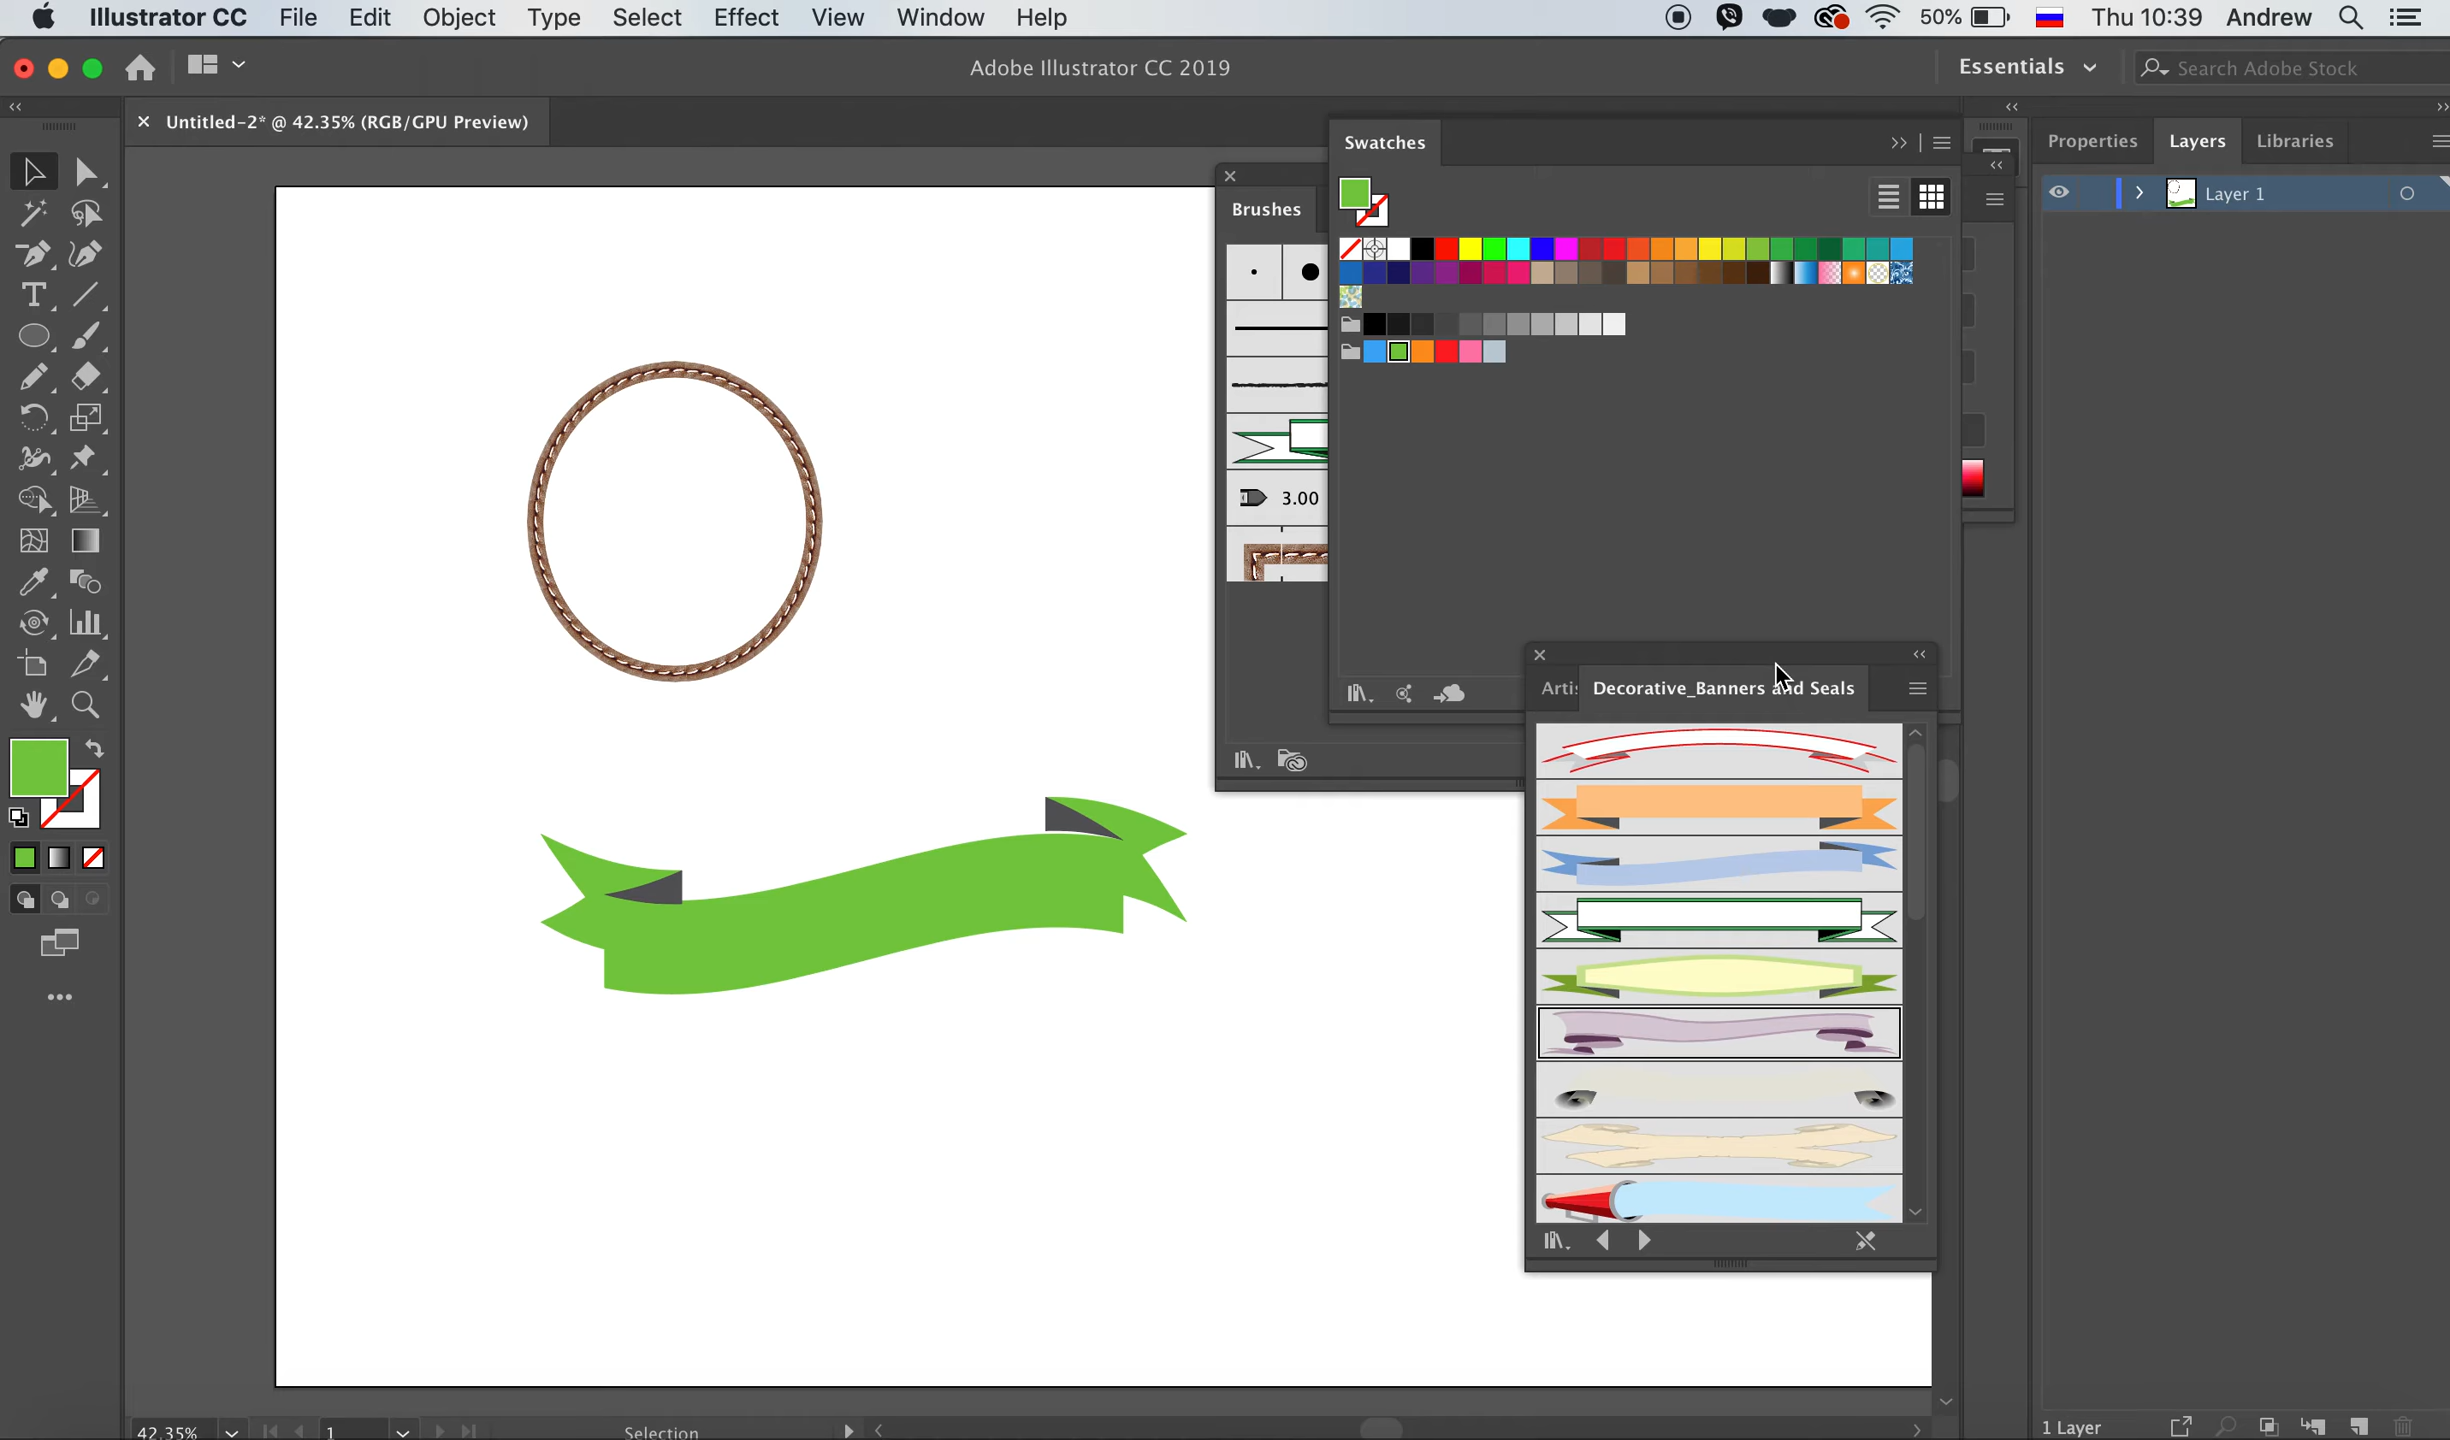 Illustrator CC File Edit Object Type Select Effect View Window Help 50% Thu 10:39 Andrew
Adobe Illustrator CC 2019 Essentials Search Adobe Stock
Untitled-2* @ 42.35% (RGB/GPU Preview)
Swatches
Properties Layers Libraries
Layer 1
Brushes
3.00
Decorative_Banners and Seals
42.35% 1 Selection
1 Layer